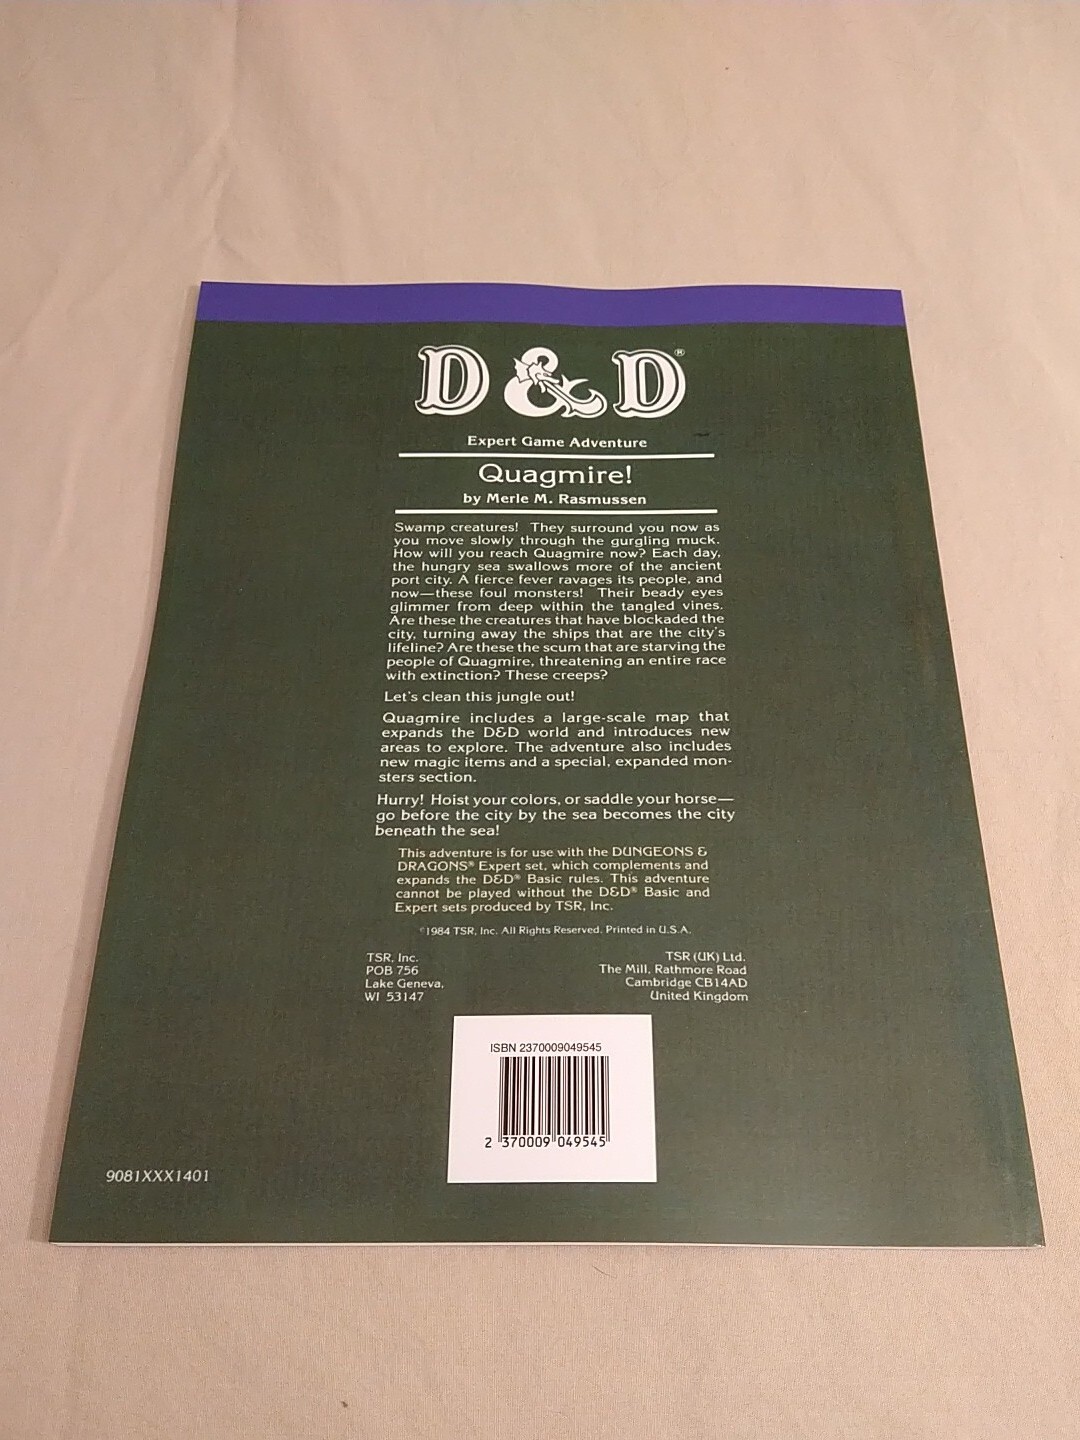 D&D®
Expert Game Adventure
Quagmire!
by Merle M. Rasmussen
Swamp creatures! They surround you now as
you move slowly through the gurgling muck.
How will you reach Quagmire now? Each day,
the hungry sea swallows more of the ancient
port city. A fierce fever ravages its people, and
now—these foul monsters! Their beady eyes
glimmer from deep within the tangled vines.
Are these the creatures that have blockaded the
city, turning away the ships that are the city's
lifeline? Are these the scum that are starving the
people of Quagmire, threatening an entire race
with extinction? These creeps?
Let's clean this jungle out!
Quagmire includes a large-scale map that
expands the D&D world and introduces new
areas to explore. The adventure also includes
new magic items and a special, expanded mon-
sters section.
Hurry! Hoist your colors, or saddle your horse—
go before the city by the sea becomes the city
beneath the sea!
This adventure is for use with the DUNGEONS &
DRAGONS® Expert set, which complements and
expands the D&D® Basic rules. This adventure
cannot be played without the D&D® Basic and
Expert sets produced by TSR, Inc.
©1984 TSR, Inc. All Rights Reserved. Printed in U.S.A.
TSR, Inc.
POB 756
Lake Geneva,
WI 53147
TSR (UK) Ltd.
The Mill, Rathmore Road
Cambridge CB14AD
United Kingdom
ISBN 2370009049545
2 370009 049545
9081XXX1401